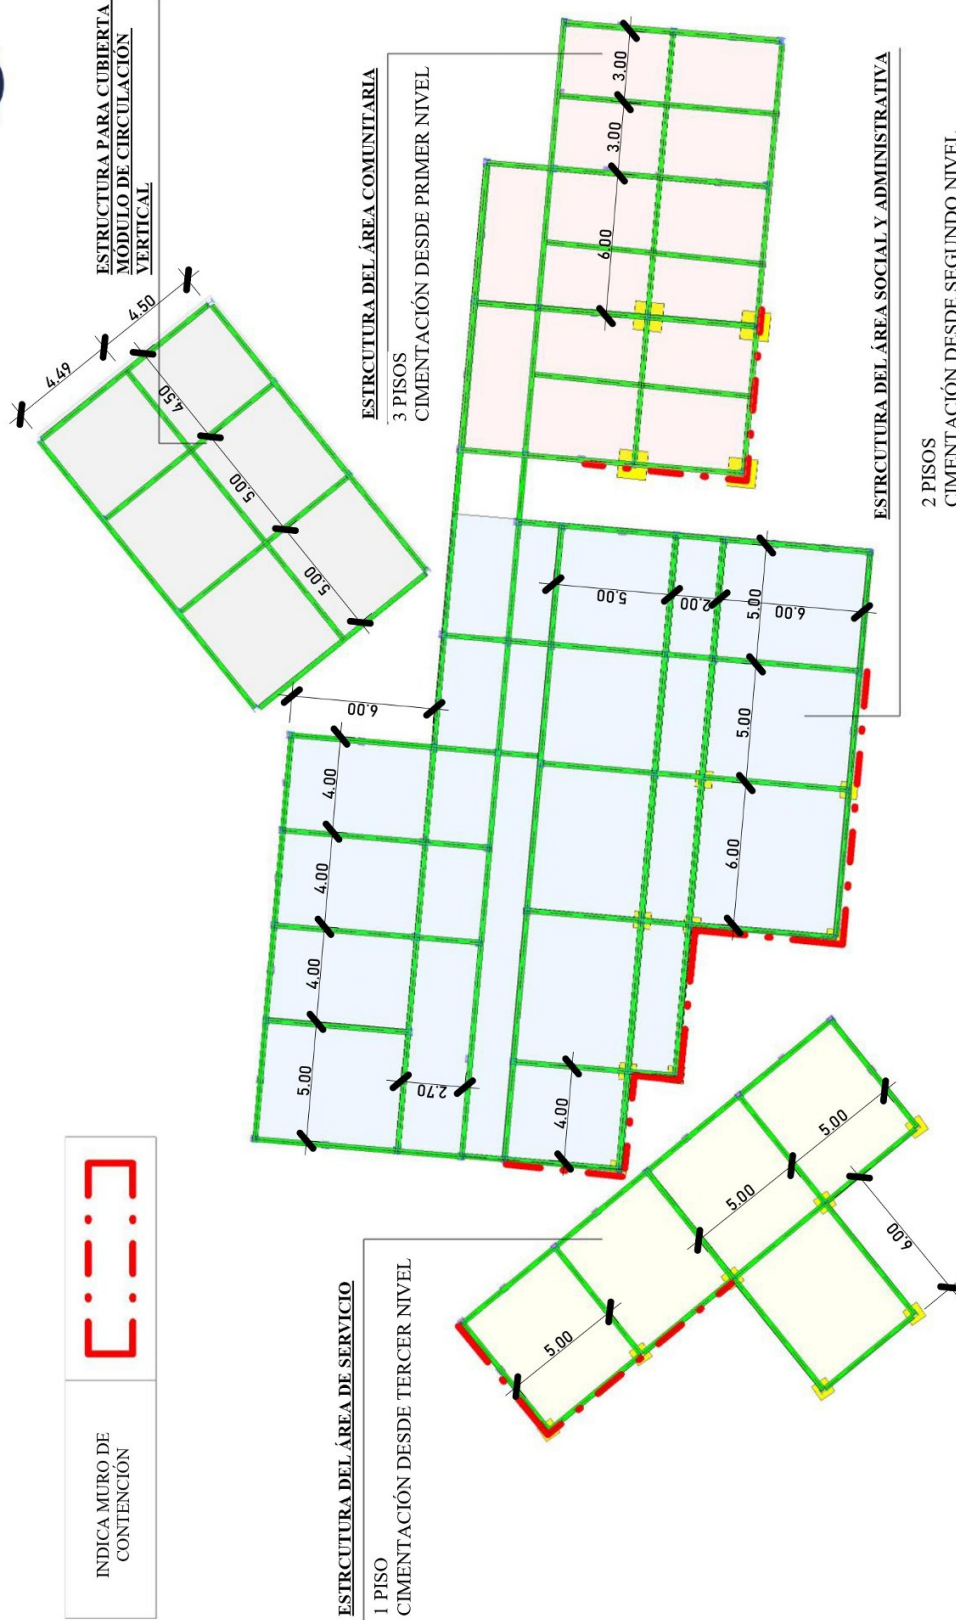 INDICA MURO DE
CONTENCIÓN
ESTRUCTURA PARA CUBIERTA
MÓDULO DE CIRCULACIÓN
VERTICAL
4.49
4.50
4.50
5.00
5.00
6.00
ESTRCUTURA DEL ÁREA COMUNITARIA
3 PISOS
CIMENTACIÓN DESDE PRIMER NIVEL
3.00
3.00
6.00
4.00
4.00
4.00
5.00
2.70
4.00
5.00
2.00
6.00
5.00
5.00
6.00
ESTRCUTURA DEL ÁREA SOCIAL Y ADMINISTRATIVA
2 PISOS
CIMENTACIÓN DESDE SEGUNDO NIVEL
ESTRCUTURA DEL ÁREA DE SERVICIO
1 PISO
CIMENTACIÓN DESDE TERCER NIVEL
5.00
5.00
5.00
6.00